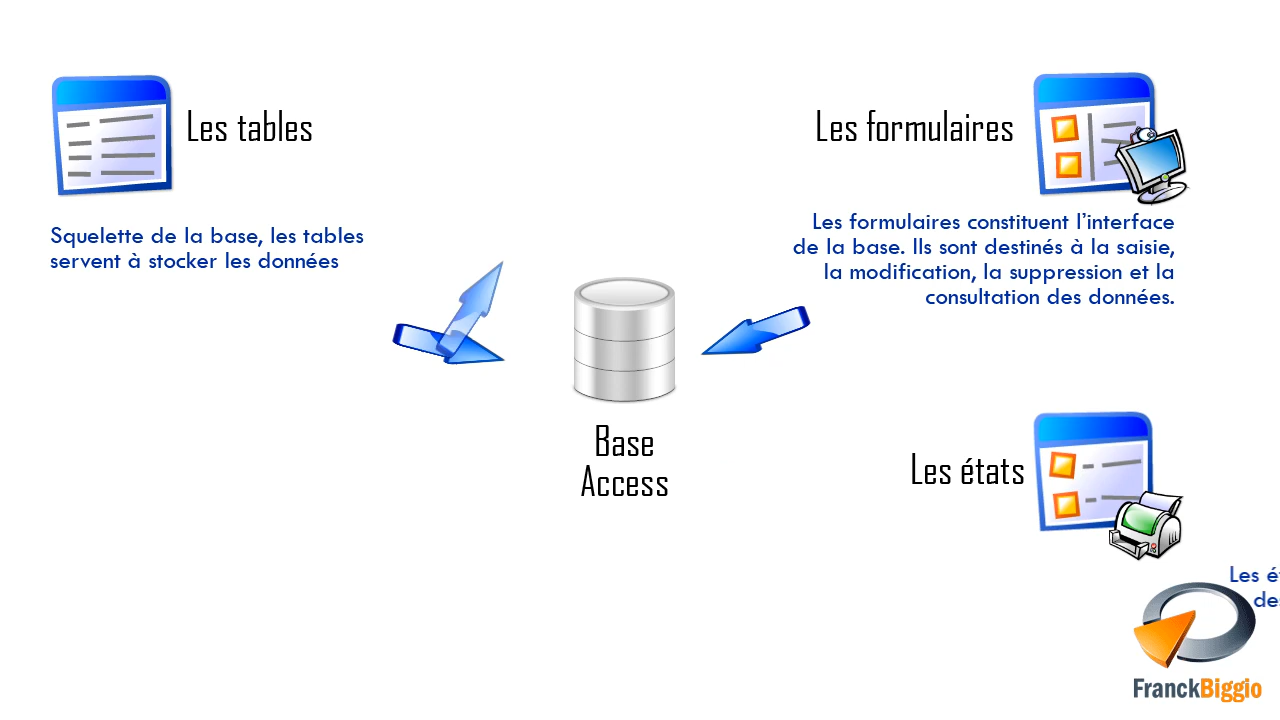 Les tables
Squelette de la base, les tables
servent à stocker les données
Les formulaires
Les formulaires constituent l'interface
de la base. Ils sont destinés à la saisie,
la modification, la suppression et la
consultation des données.
Base
Access
Les états
Les
FranckBiggio